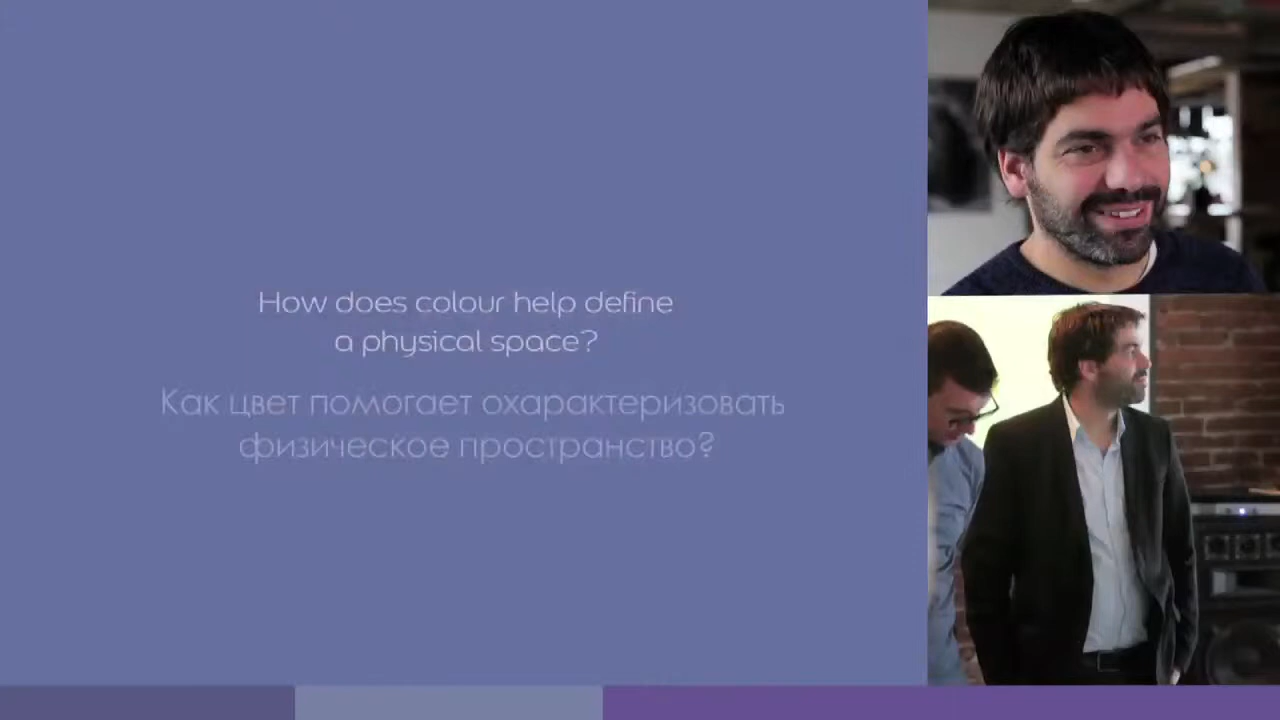 How does colour help define
a physical space?
Как цвет помогает охарактеризовать
физическое пространство?